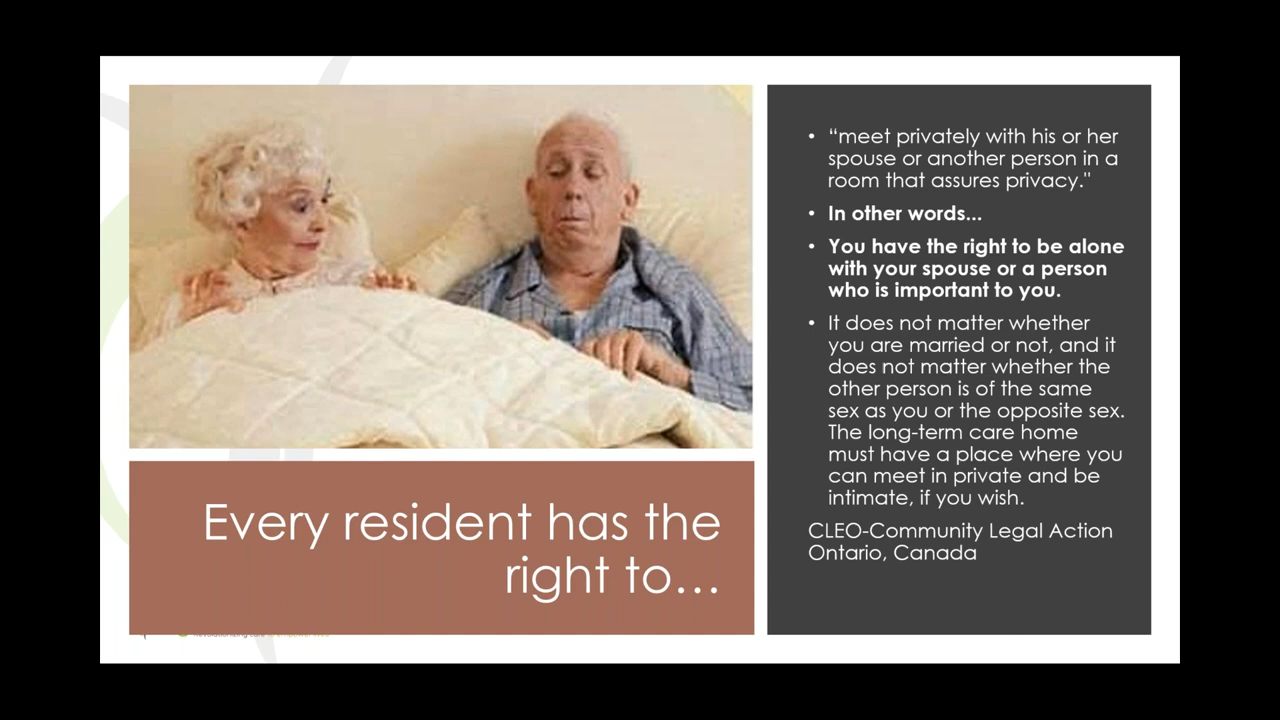 “meet privately with his or her
spouse or another person in a
room that assures privacy."
In other words...
You have the right to be alone
with your spouse or a person
who is important to you.
It does not matter whether
you are married or not, and it
does not matter whether the
other person is of the same
sex as you or the opposite sex.
The long-term care home
must have a place where you
can meet in private and be
intimate, if you wish.
CLEO-Community Legal Action
Ontario, Canada
Every resident has the
right to...